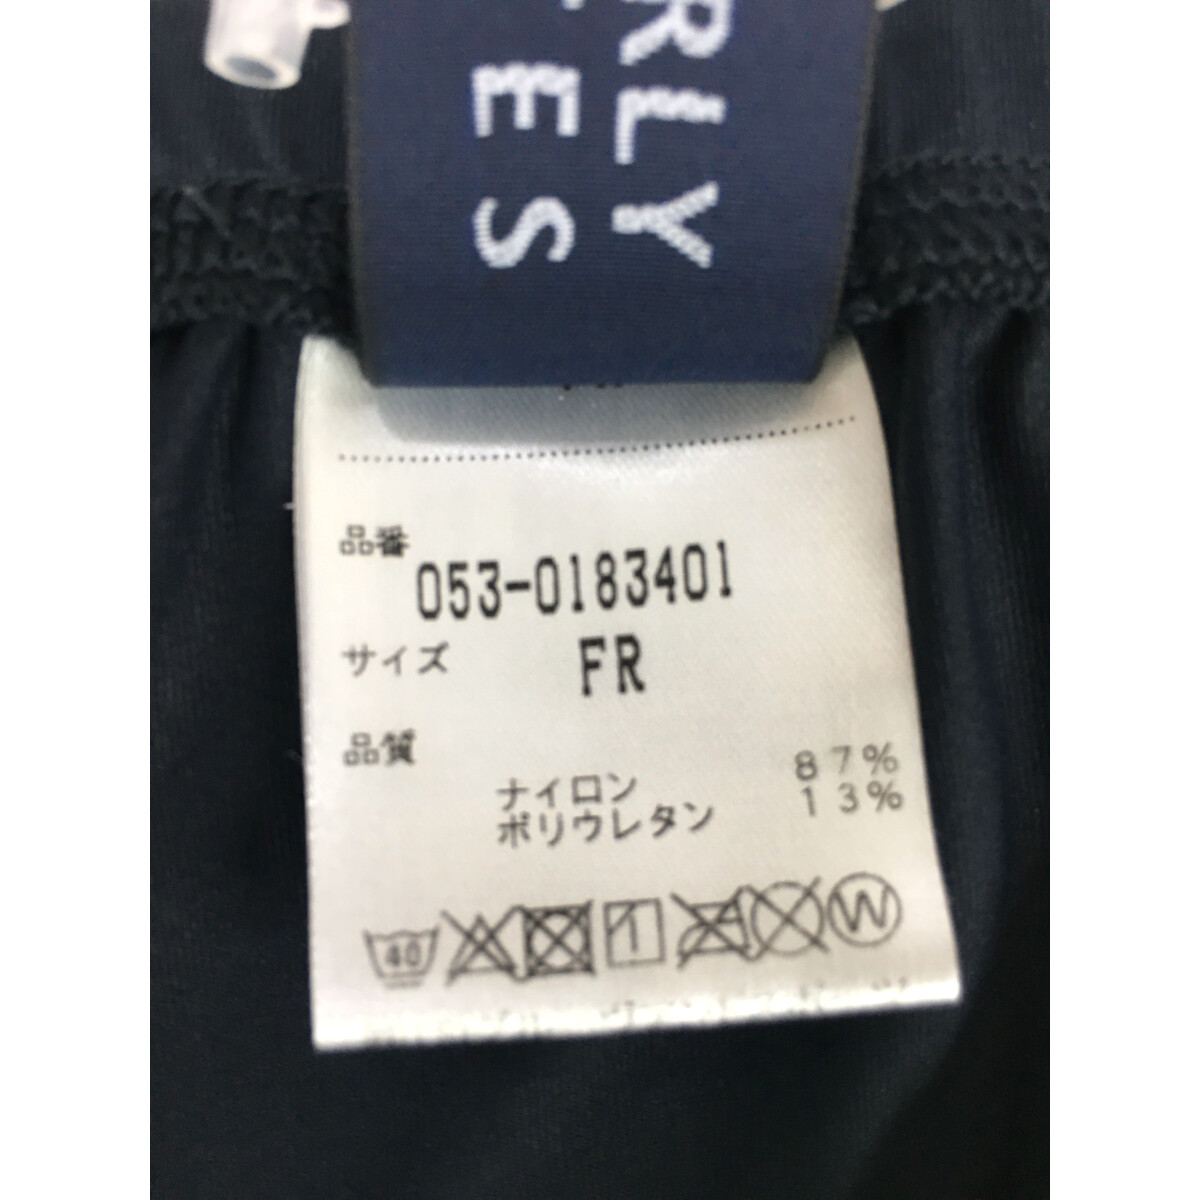 RLY
ES
品番
053-0183401
サイズ FR
品質
ナイロン 87%
ポリウレタン 13%
40
W